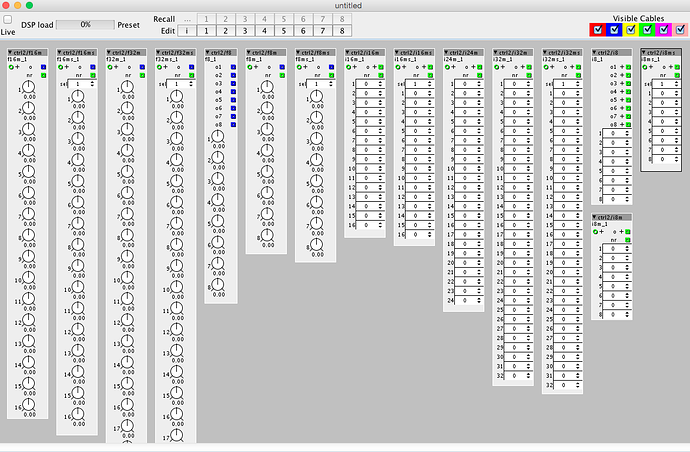 untitled
Live
DSP load
0%
Preset
Recall ... 1 2 3 4 5 6 7 8
Edit i 1 2 3 4 5 6 7 8
Visible Cables
ctrl2/f16m
f16m_1
o
nr
1 0.00
2 0.00
3 0.00
4 0.00
5 0.00
6 0.00
7 0.00
8 0.00
9 0.00
10 0.00
11 0.00
12 0.00
13 0.00
14 0.00
15 0.00
16 0.00
ctrl2/f16ms
f16ms_1
o
nr
sel 1
1 0.00
2 0.00
3 0.00
4 0.00
5 0.00
6 0.00
7 0.00
8 0.00
9 0.00
10 0.00
11 0.00
12 0.00
13 0.00
14 0.00
15 0.00
16 0.00
ctrl2/f32m
f32m_1
o
nr
1 0.00
2 0.00
3 0.00
4 0.00
5 0.00
6 0.00
7 0.00
8 0.00
9 0.00
10 0.00
11 0.00
12 0.00
13 0.00
14 0.00
15 0.00
16 0.00
17 0.00
ctrl2/f32ms
f32ms_1
o
nr
sel 1
1 0.00
2 0.00
3 0.00
4 0.00
5 0.00
6 0.00
7 0.00
8 0.00
9 0.00
10 0.00
11 0.00
12 0.00
13 0.00
14 0.00
15 0.00
16 0.00
17
ctrl2/f8
f8_1
o1
o2
o3
o4
o5
o6
o7
o8
1 0.00
2 0.00
3 0.00
4 0.00
5 0.00
6 0.00
7 0.00
8 0.00
ctrl2/f8m
f8m_1
o
nr
1 0.00
2 0.00
3 0.00
4 0.00
5 0.00
6 0.00
7 0.00
8 0.00
ctrl2/f8ms
f8ms_1
o
nr
sel 1
1 0.00
2 0.00
3 0.00
4 0.00
5 0.00
6 0.00
7 0.00
8 0.00
ctrl2/i16m
i16m_1
o
nr
1 0
2 0
3 0
4 0
5 0
6 0
7 0
8 0
9 0
10 0
11 0
12 0
13 0
14 0
15 0
16 0
ctrl2/i16ms
i16ms_1
o
nr
sel 1
1 0
2 0
3 0
4 0
5 0
6 0
7 0
8 0
9 0
10 0
11 0
12 0
13 0
14 0
15 0
16 0
ctrl2/i24m
i24m_1
o
nr
1 0
2 0
3 0
4 0
5 0
6 0
7 0
8 0
9 0
10 0
11 0
12 0
13 0
14 0
15 0
16 0
17 0
18 0
19 0
20 0
21 0
22 0
23 0
24 0
ctrl2/i32m
i32m_1
o
nr
1 0
2 0
3 0
4 0
5 0
6 0
7 0
8 0
9 0
10 0
11 0
12 0
13 0
14 0
15 0
16 0
17 0
18 0
19 0
20 0
21 0
22 0
23 0
24 0
25 0
26 0
27 0
28 0
29 0
30 0
31 0
32 0
ctrl2/i32ms
i32ms_1
o
nr
sel 1
1 0
2 0
3 0
4 0
5 0
6 0
7 0
8 0
9 0
10 0
11 0
12 0
13 0
14 0
15 0
16 0
17 0
18 0
19 0
20 0
21 0
22 0
23 0
24 0
25 0
26 0
27 0
28 0
29 0
30 0
31 0
32 0
ctrl2/i8
i8_1
o1
o2
o3
o4
o5
o6
o7
o8
1 0
2 0
3 0
4 0
5 0
6 0
7 0
8 0
ctrl2/i8m
i8m_1
o
nr
1 0
2 0
3 0
4 0
5 0
6 0
7 0
8 0
ctrl2/i8ms
i8ms_1
o
nr
sel 1
1 0
2 0
3 0
4 0
5 0
6 0
7 0
8 0